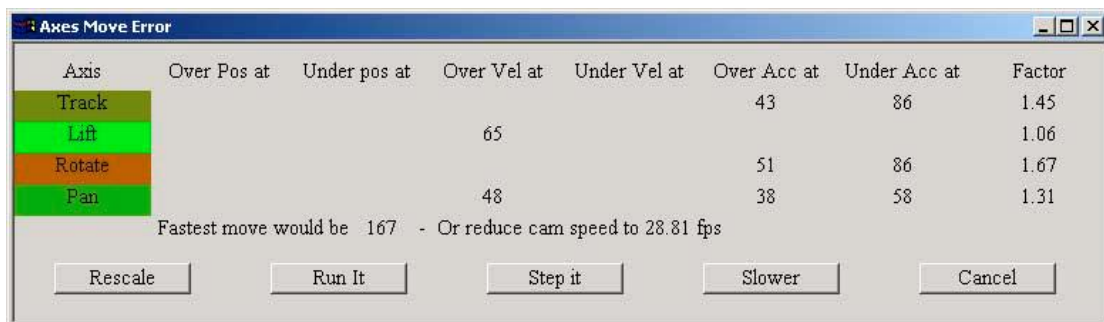 Axes Move Error
Axis Over Pos at Under pos at Over Vel at Under Vel at Over Acc at Under Acc at Factor
Track 43 86 1.45
Lift 65 1.06
Rotate 51 86 1.67
Pan 48 38 58 1.31
Fastest move would be 167 - Or reduce cam speed to 28.81 fps
Rescale Run It Step it Slower Cancel